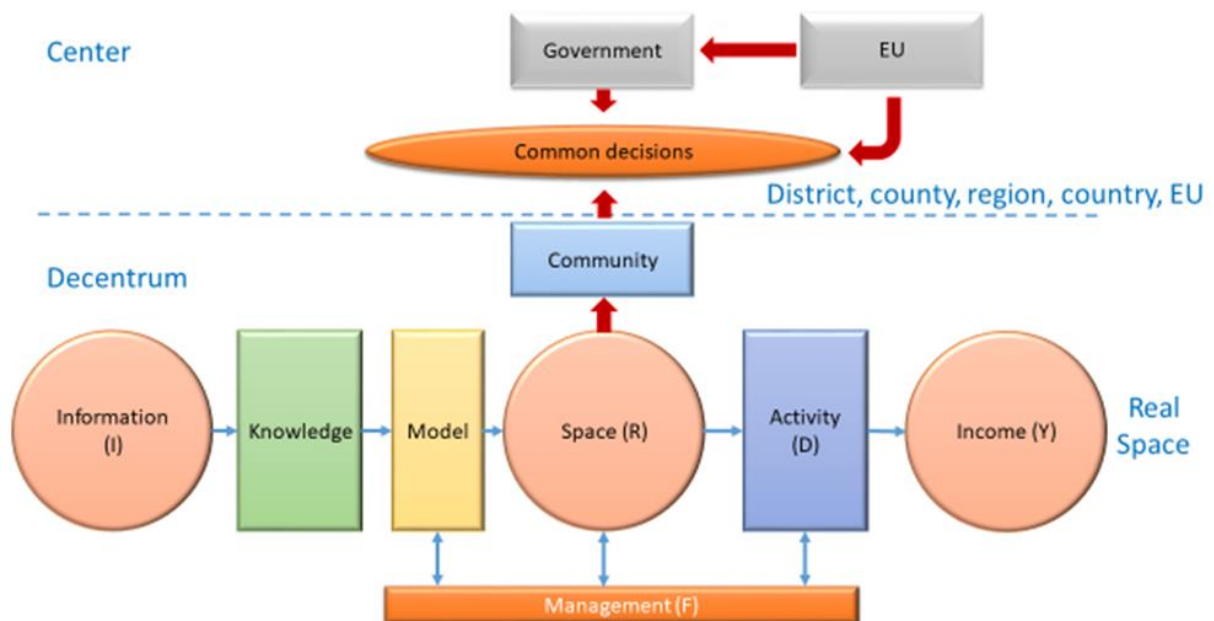 Center
Government
EU
Common decisions
District, county, region, country, EU
Community
Decentrum
Information
(I)
Knowledge
Model
Space (R)
Activity
(D)
Income (Y)
Real
Space
Management (F)